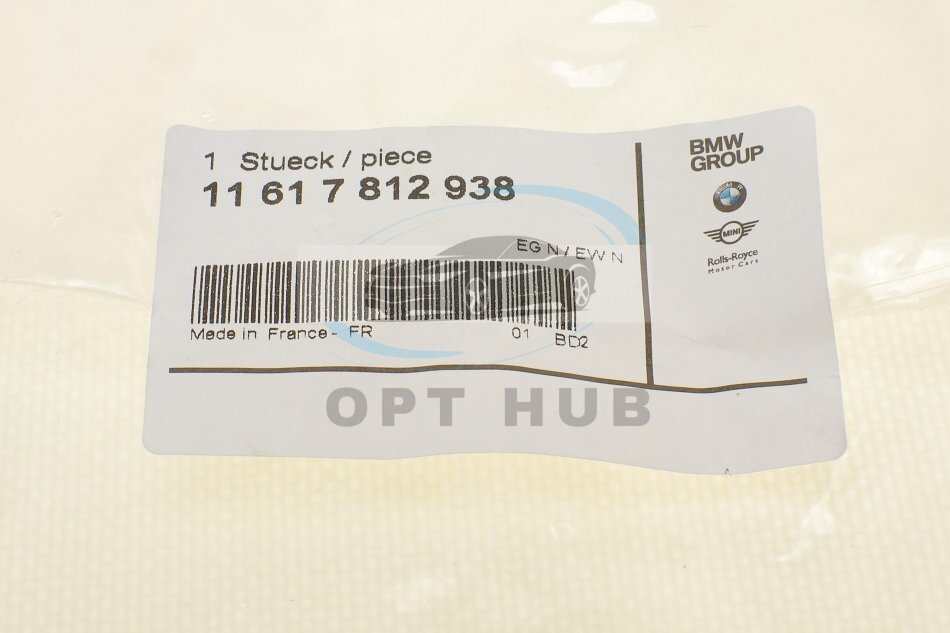 1 Stueck / piece
11 61 7 812 938
EG N / EW N
Made in France - FR 01 BD2
BMW
GROUP
MINI
Rolls-Royce
Motor Cars
OPT HUB